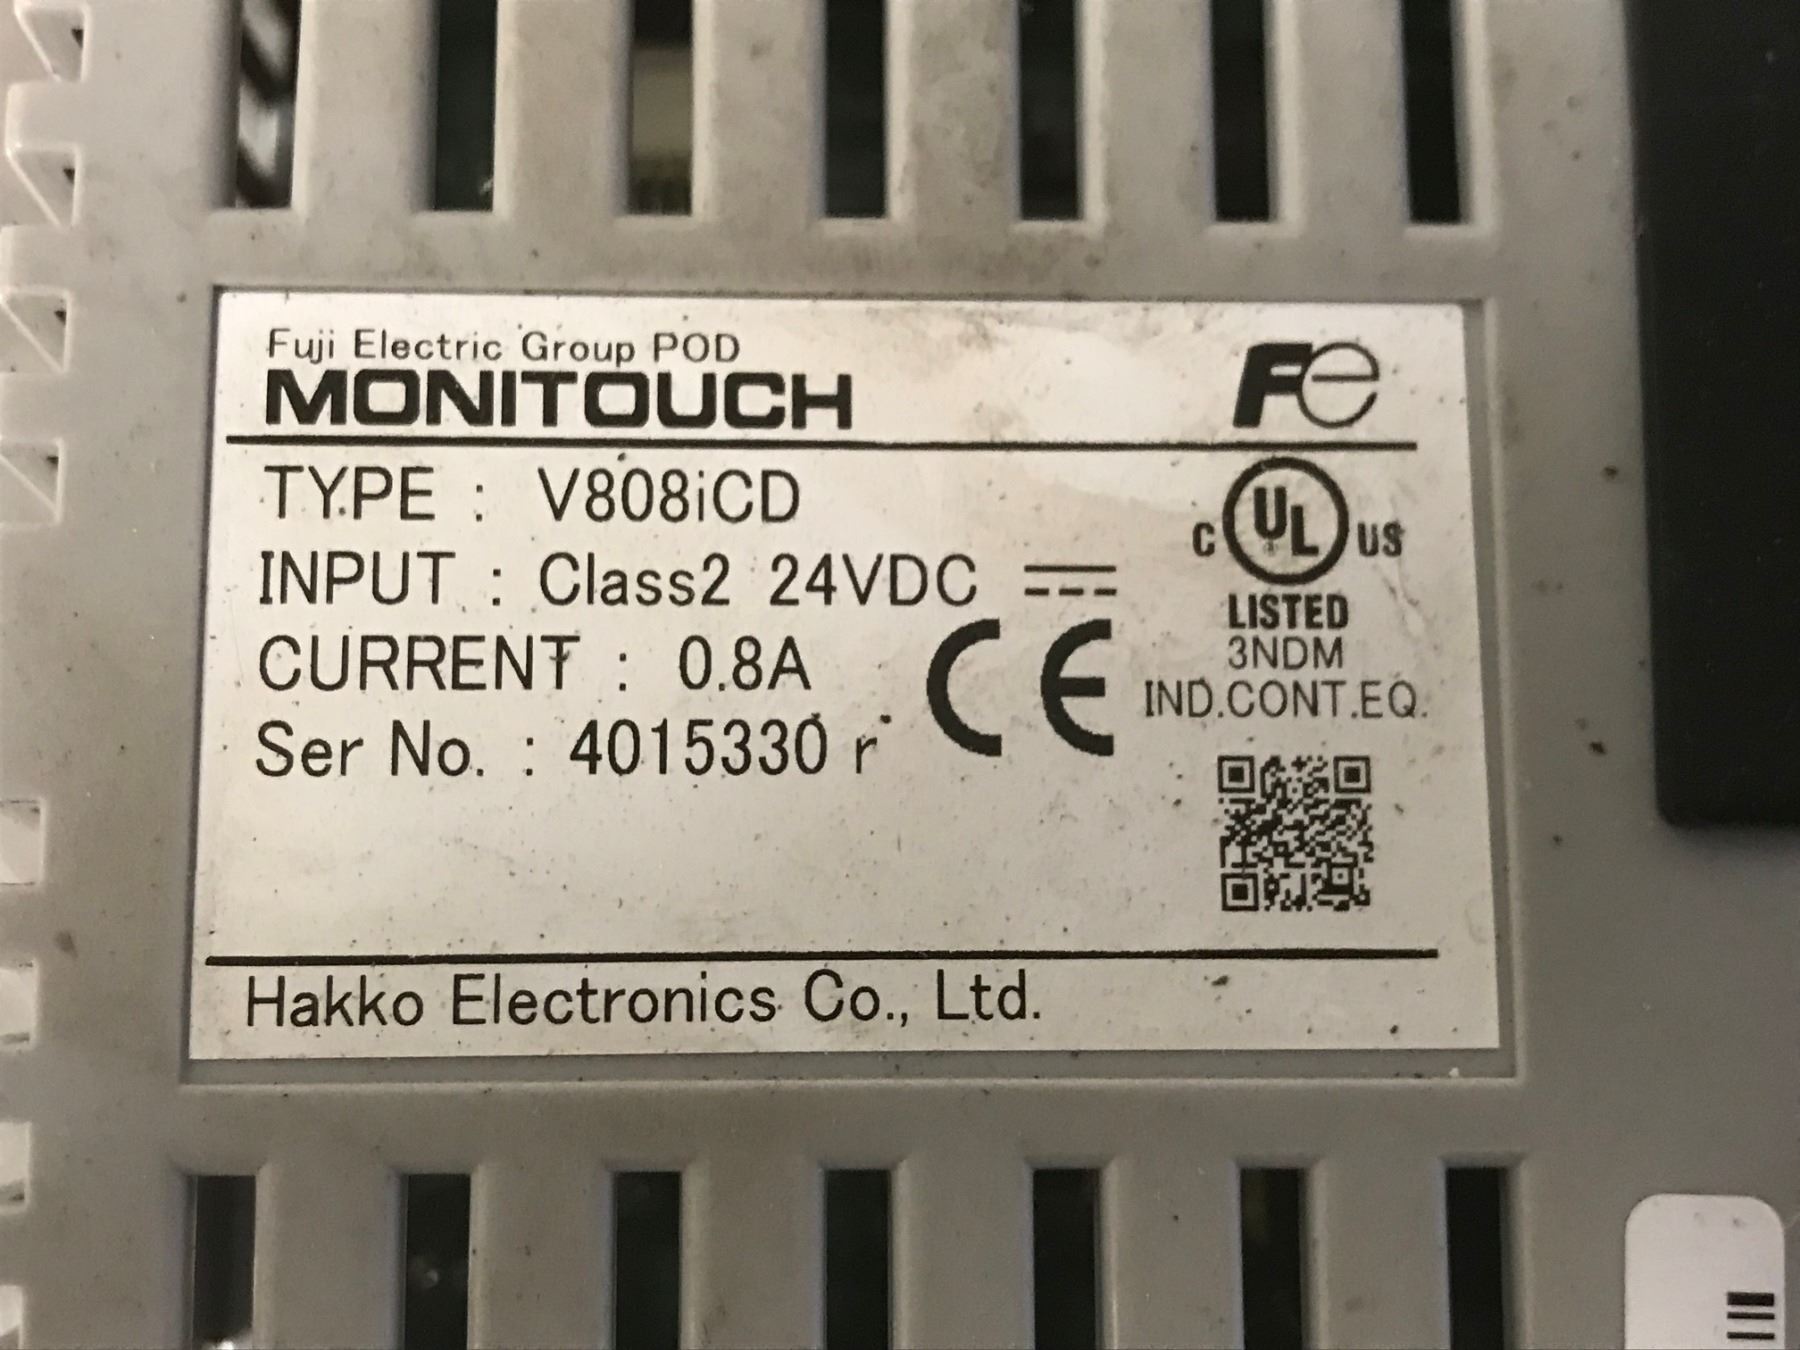 Fuji Electric Group POD
MONITOUCH
Fe
TYPE : V808iCD
INPUT : Class2 24VDC
CURRENT : 0.8A
Ser No. : 4015330 r
CE
C UL US
LISTED
3NDM
IND.CONT.EQ.
Hakko Electronics Co., Ltd.